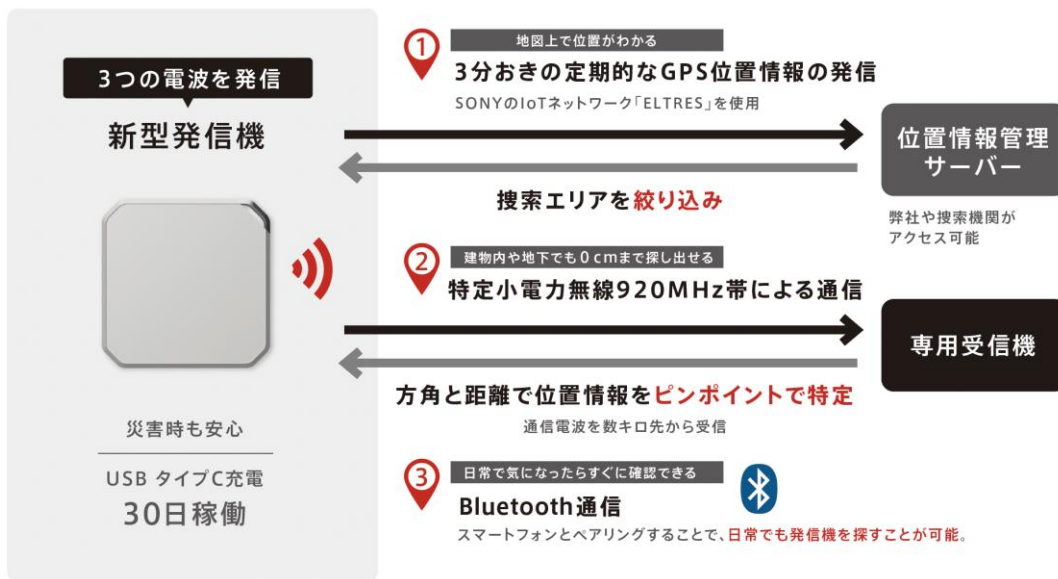 3つの電波を発信
新型発信機
災害時も安心
USB タイプC充電
30日稼働
1
地図上で位置がわかる
3分おきの定期的なGPS位置情報の発信
SONYのIoTネットワーク「ELTRES」を使用
捜索エリアを絞り込み
位置情報管理
サーバー
弊社や捜索機関が
アクセス可能
2
建物内や地下でも0cmまで探し出せる
特定小電力無線920MHz帯による通信
方角と距離で位置情報をピンポイントで特定
通信電波を数キロ先から受信
専用受信機
3
日常で気になったらすぐに確認できる
Bluetooth通信
スマートフォンとペアリングすることで、日常でも発信機を探すことが可能。